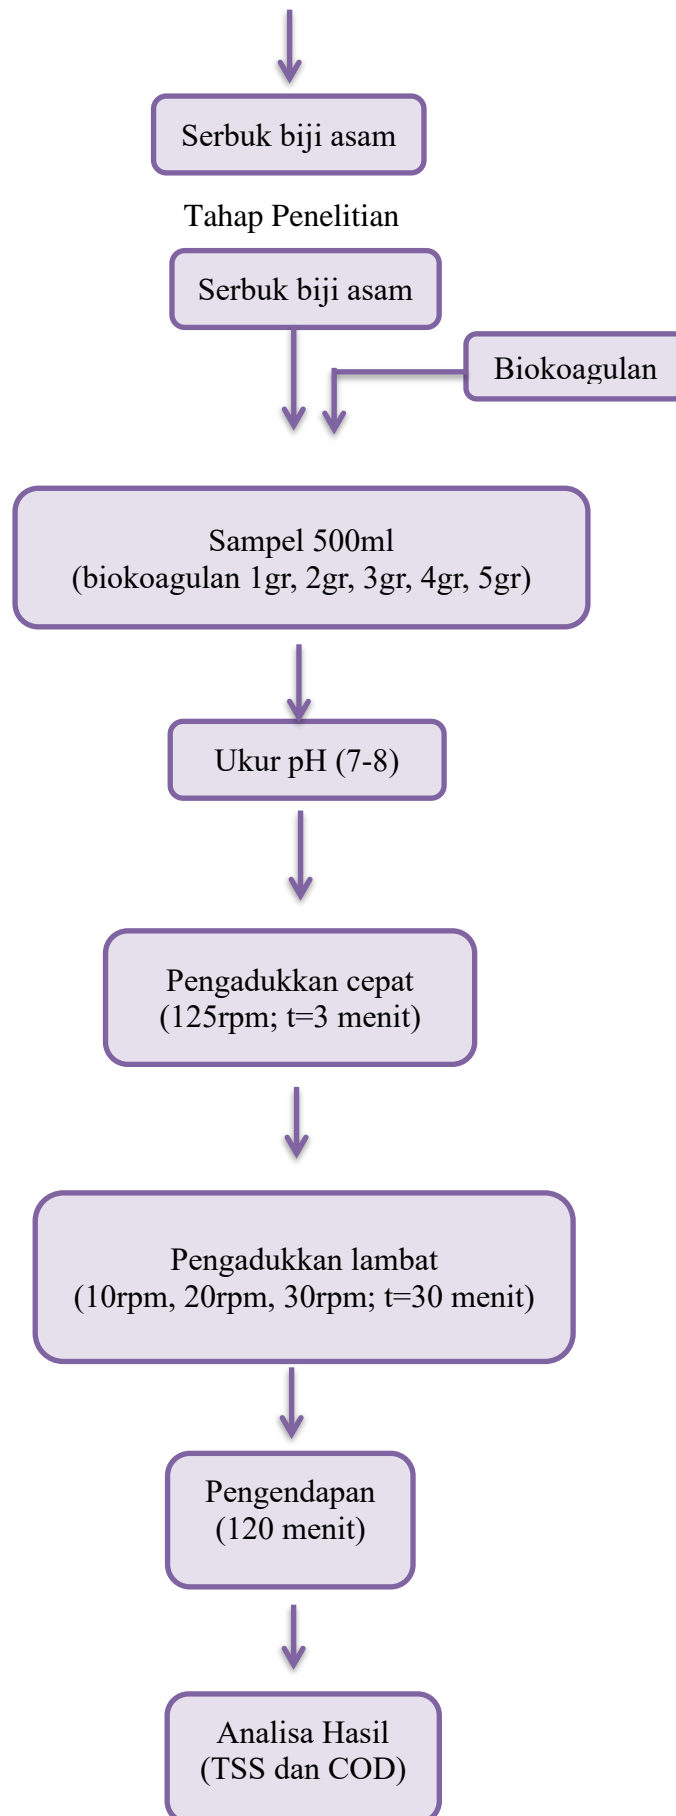 Serbuk biji asam
Tahap Penelitian
Serbuk biji asam
Biokoagulan
Sampel 500ml
(biokoagulan 1gr, 2gr, 3gr, 4gr, 5gr)
Ukur pH (7-8)
Pengadukkan cepat
(125rpm; t=3 menit)
Pengadukkan lambat
(10rpm, 20rpm, 30rpm; t=30 menit)
Pengendapan
(120 menit)
Analisa Hasil
(TSS dan COD)